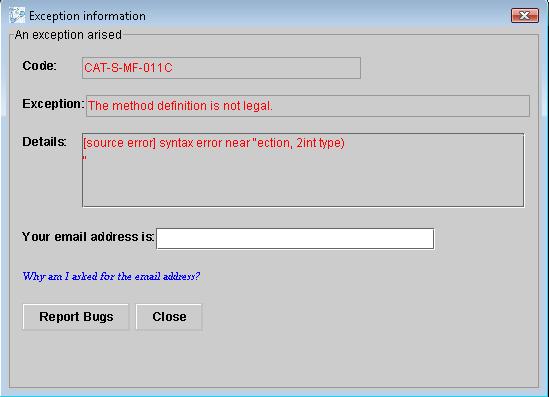 Exception information
An exception arised
Code:
CAT-S-MF-011C
Exception:
The method definition is not legal.
Details:
[source error] syntax error near "ection, 2int type)
"
Your email address is:
Why am I asked for the email address?
Report Bugs
Close